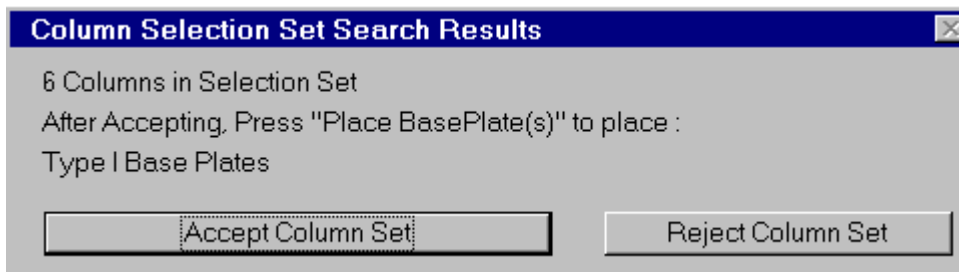 Column Selection Set Search Results
6 Columns in Selection Set
After Accepting, Press "Place BasePlate(s)" to place :
Type I Base Plates
Accept Column Set
Reject Column Set